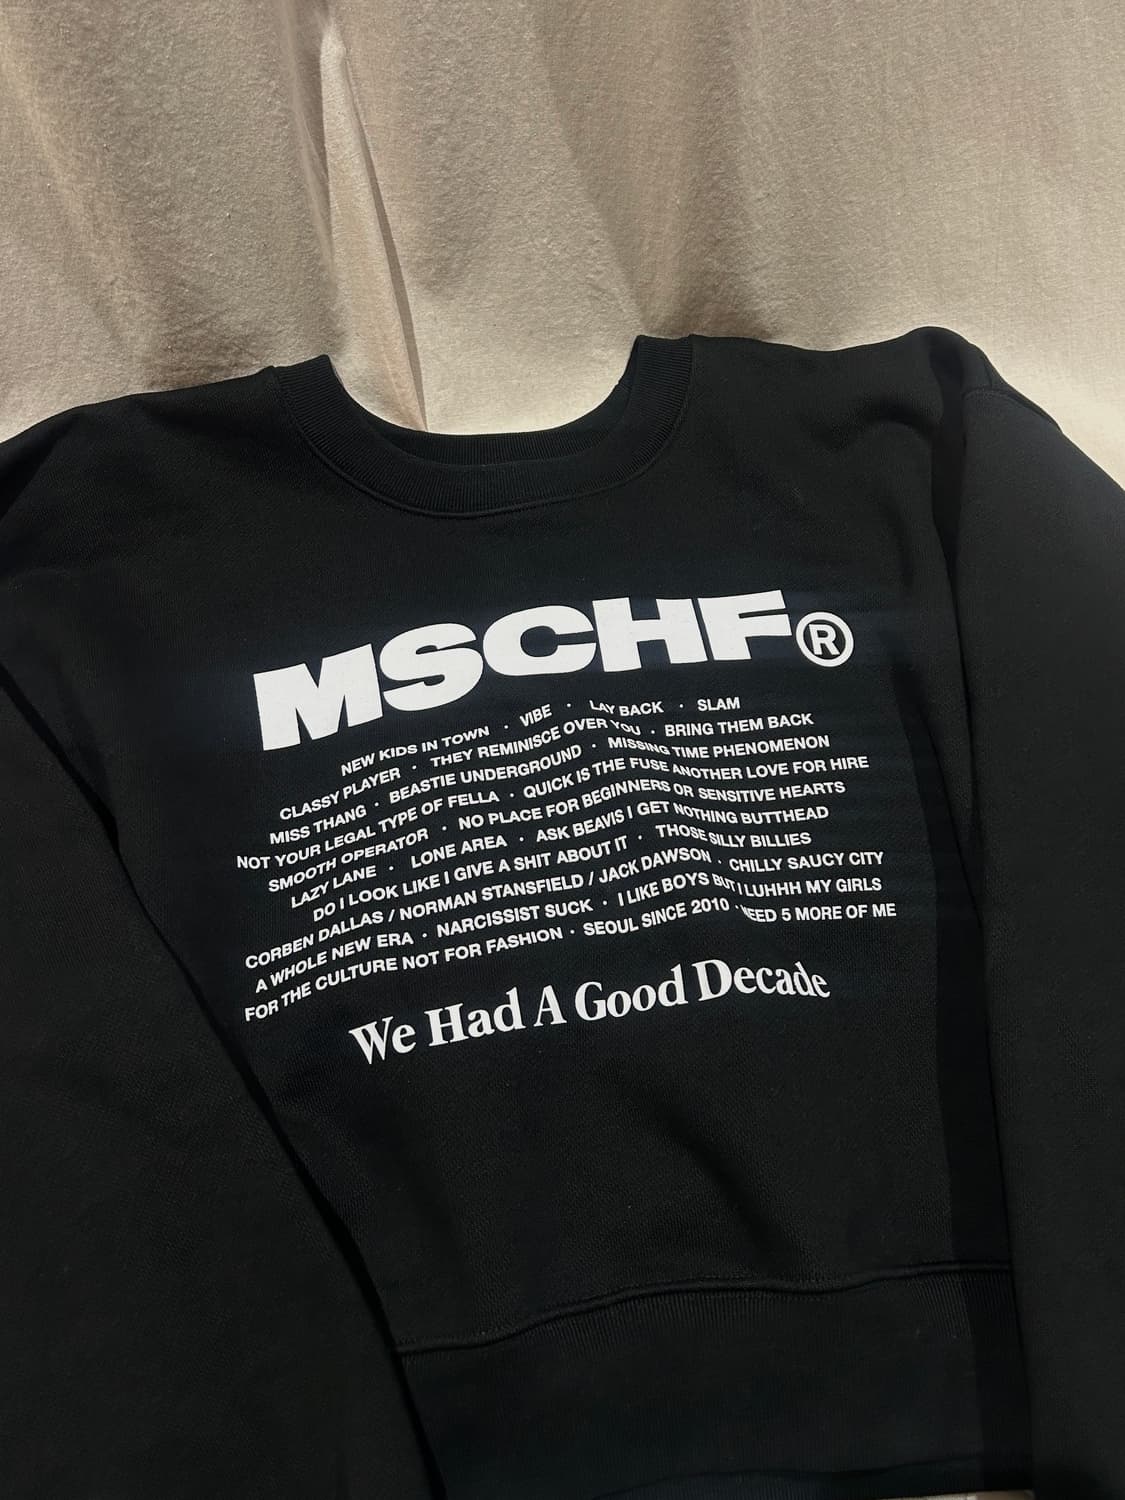 MSCHF®
NEW KIDS IN TOWN · VIBE · LAY BACK · SLAM
CLASSY PLAYER · THEY REMINISCE OVER YOU · BRING THEM BACK
MISS THANG · BEASTIE UNDERGROUND · MISSING TIME PHENOMENON
NOT YOUR LEGAL TYPE OF FELLA · QUICK IS THE FUSE ANOTHER LOVE FOR HIRE
SMOOTH OPERATOR · NO PLACE FOR BEGINNERS OR SENSITIVE HEARTS
LAZY LANE · LONE AREA · ASK BEAVIS I GET NOTHING BUTTHEAD
DO I LOOK LIKE I GIVE A SHIT ABOUT IT · THOSE SILLY BILLIES
CORBEN DALLAS / NORMAN STANSFIELD / JACK DAWSON · CHILLY SAUCY CITY
A WHOLE NEW ERA · NARCISSIST SUCK · I LIKE BOYS BUT I LUHHH MY GIRLS
FOR THE CULTURE NOT FOR FASHION · SEOUL SINCE 2010 · NEED 5 MORE OF ME
We Had A Good Decade